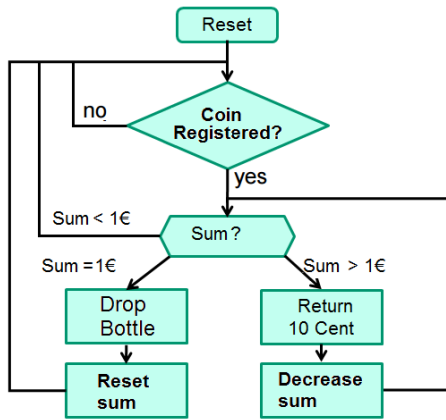 Reset
Coin
Registered?
no
yes
Sum < 1€
Sum ?
Sum =1€
Sum > 1€
Drop
Bottle
Return
10 Cent
Reset
sum
Decrease
sum